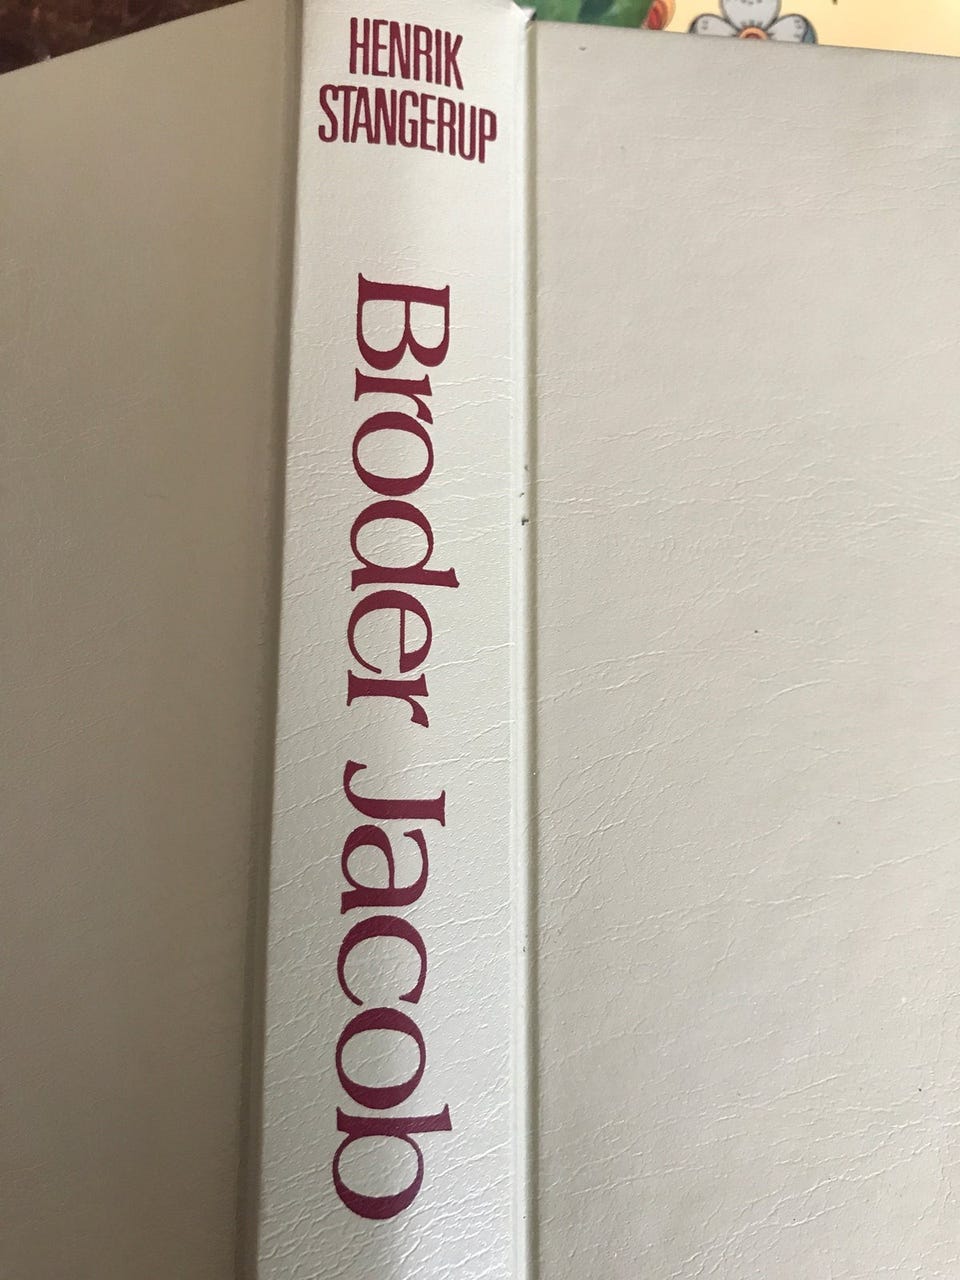 HENRIK
STANGERUP
Broder Jacob